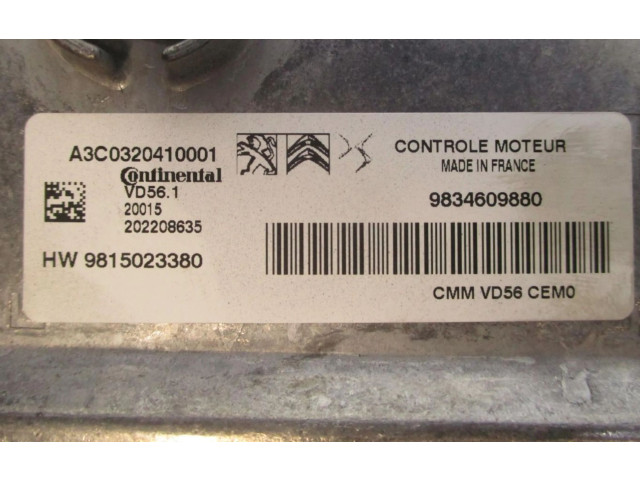 A3C0320410001
Continental
VD56.1
20015
202208635
HW 9815023380
CONTROLE MOTEUR
MADE IN FRANCE
9834609880
CMM VD56 CEM0